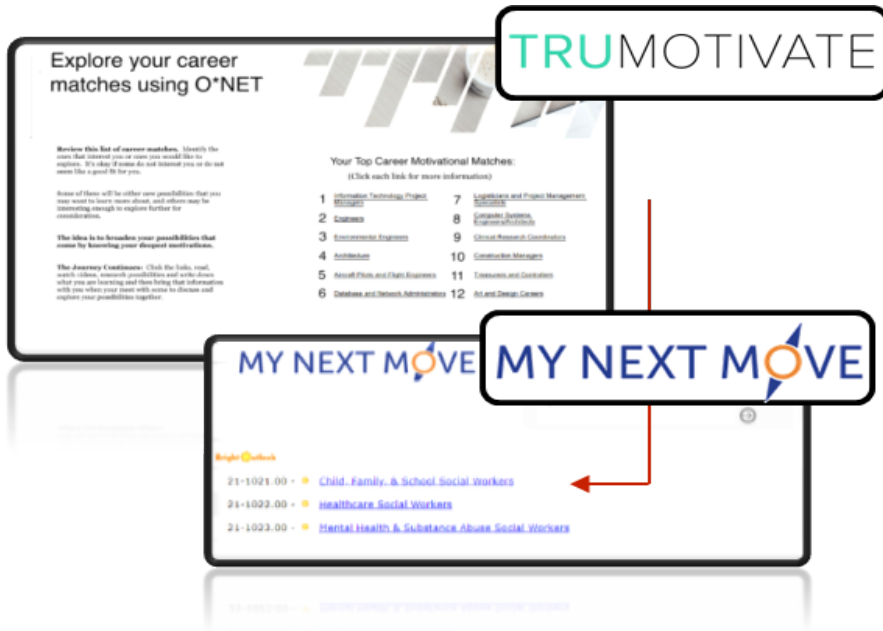 Explore your career
matches using O*NET
TRUMOTIVATE
Review this list of career matches. Identify the
ones that interest you or ones you would like to
explore. It's okay if some do not interest you or do not
seem like a good fit for you.
Some of these will be either new possibilities that you
may want to learn more about, and others may be
interesting enough to explore further for
consideration.
The idea is to broaden your possibilities that
come by knowing your deepest motivations.
The Journey Continues: Click the links, read,
watch videos, research possibilities and write down
what you are learning and then bring that information
with you when your meet with some to discuss and
explore your possibilities together.
Your Top Career Motivational Matches:
(Click each link for more
information)
1 Information Technology Project
Managers
2 Engineers
3 Environmental Engineers
4 Architecture
5 Aircraft Pilots and Flight Engineers
6 Database and Network Administrators
7 Logisticians and Project Management
Specialists
8 Computer Systems
Engineers/Architects
9 Clinical Research Coordinators
10 Construction Managers
11 Treasurers and Controllers
12 Art and Design Careers
MY NEXT MOVE
MY NEXT MOVE
Bright Outlook
21-1021.00 - Child, Family, & School Social Workers
21-1022.00 - Healthcare Social Workers
21-1023.00 - Mental Health & Substance Abuse Social Workers